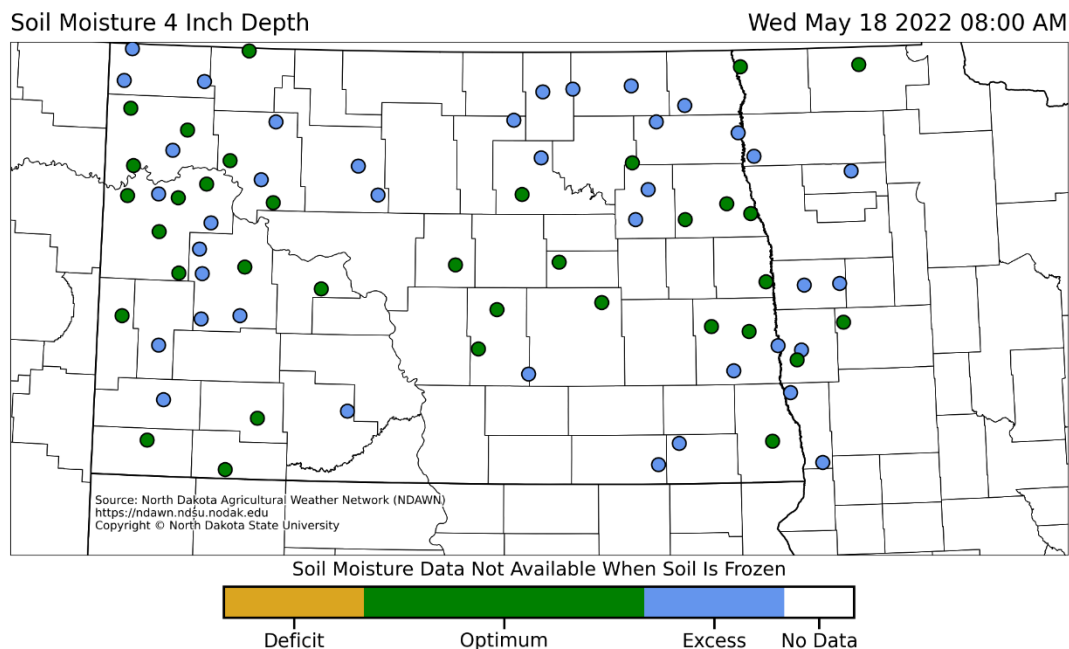 Soil Moisture 4 Inch Depth Wed May 18 2022 08:00 AM
Source: North Dakota Agricultural Weather Network (NDAWN)
https://ndawn.ndsu.nodak.edu
Copyright © North Dakota State University
Soil Moisture Data Not Available When Soil Is Frozen
Deficit Optimum Excess No Data